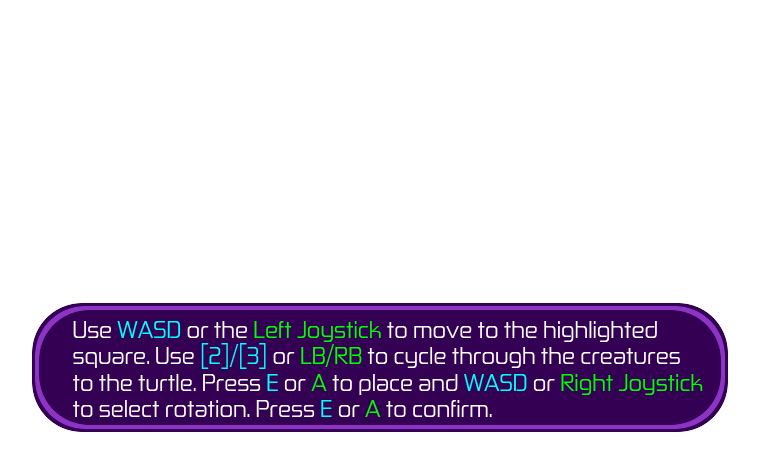 Use WASD or the Left Joystick to move to the highlighted
square. Use [2]/[3] or LB/RB to cycle through the creatures
to the turtle. Press E or A to place and WASD or Right Joystick
to select rotation. Press E or A to confirm.